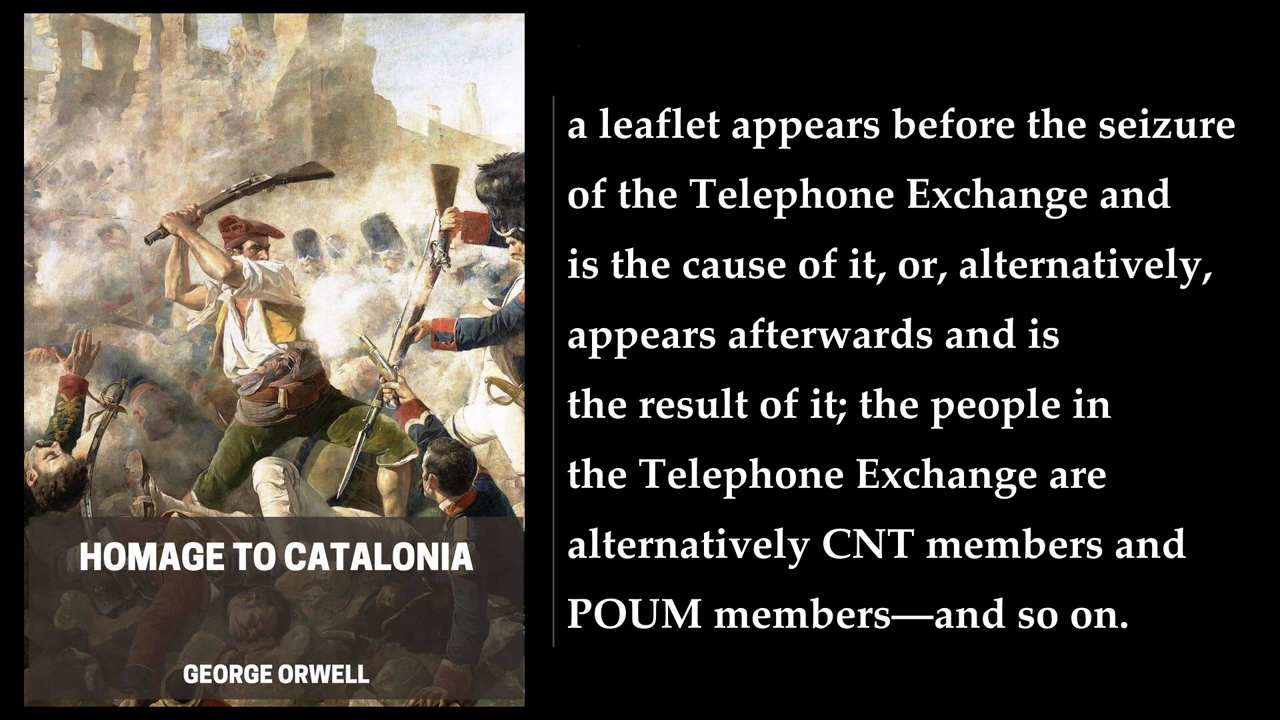 HOMAGE TO CATALONIA
GEORGE ORWELL
a leaflet appears before the seizure
of the Telephone Exchange and
is the cause of it, or, alternatively,
appears afterwards and is
the result of it; the people in
the Telephone Exchange are
alternatively CNT members and
POUM members—and so on.